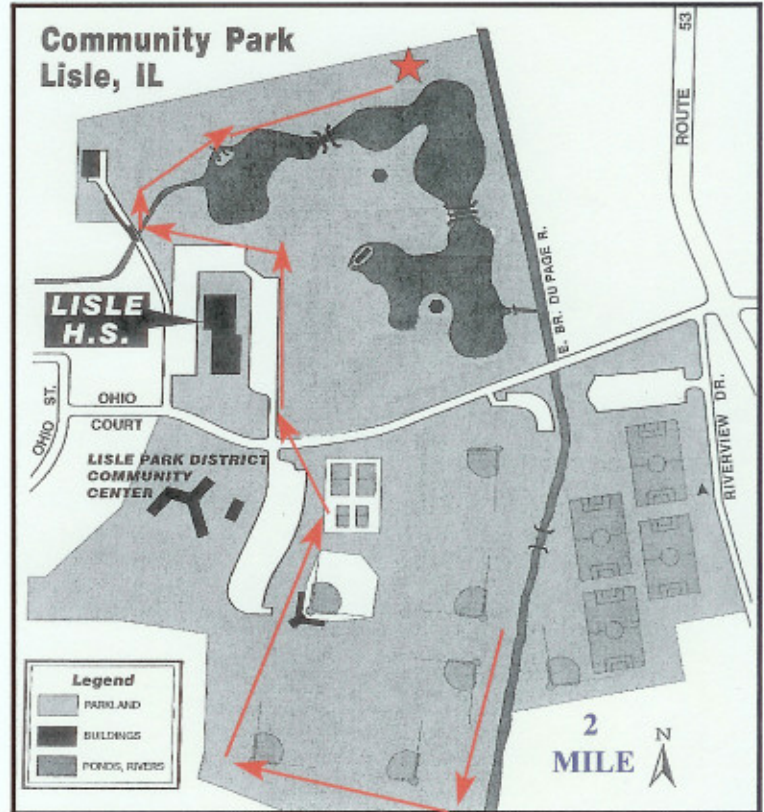 Community Park
Lisle, IL
ROUTE 53
E. BR. DU PAGE R.
LISLE
H.S.
OHIO ST.
OHIO
COURT
RIVERVIEW DR.
LISLE PARK DISTRICT
COMMUNITY
CENTER
Legend
PARKLAND
BUILDINGS
PONDS, RIVERS
2
MILE
N